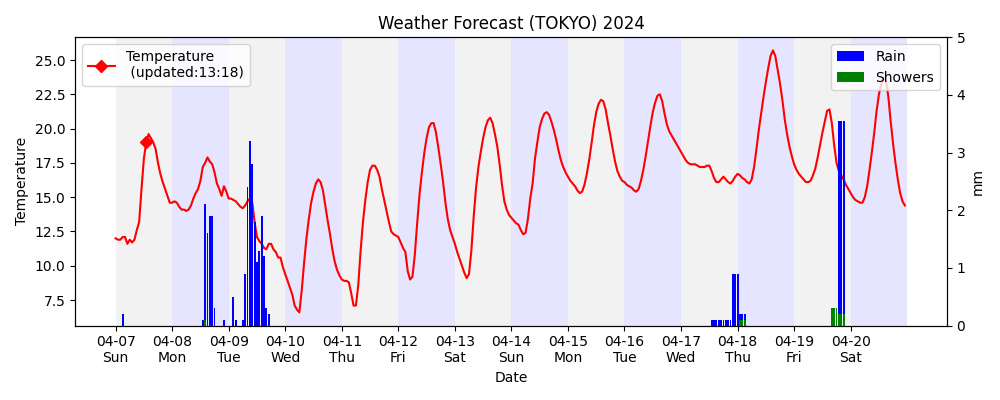 Weather Forecast (TOKYO) 2024
Temperature
(updated:13:18)
Rain
Showers
25.0
22.5
20.0
17.5
15.0
12.5
10.0
7.5
Temperature
5
4
3
2
1
0
mm
04-07 04-08 04-09 04-10 04-11 04-12 04-13 04-14 04-15 04-16 04-17 04-18 04-19 04-20
Sun Mon Tue Wed Thu Fri Sat Sun Mon Tue Wed Thu Fri Sat
Date